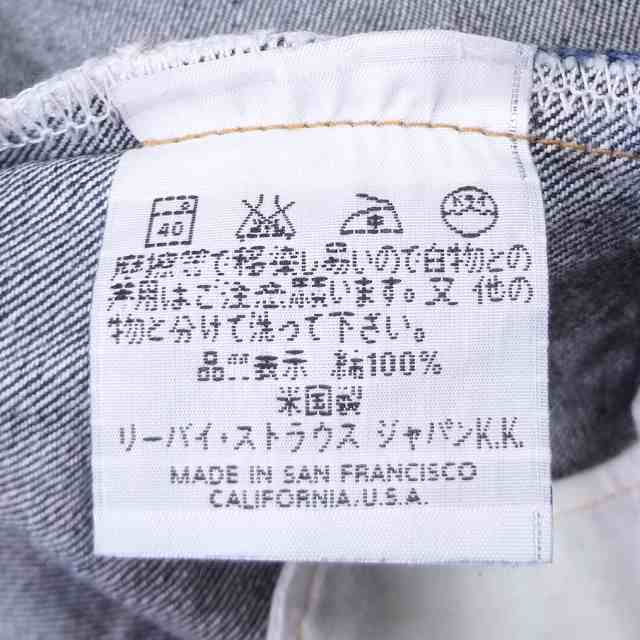 40
摩擦等で移染し易いので白物との
兼用はご注意願います。又 他の
物と分けて洗って下さい。
品質表示 綿100%
米国製
リーバイ・ストラウス ジャパンK.K.
MADE IN SAN FRANCISCO
CALIFORNIA.U.S.A.